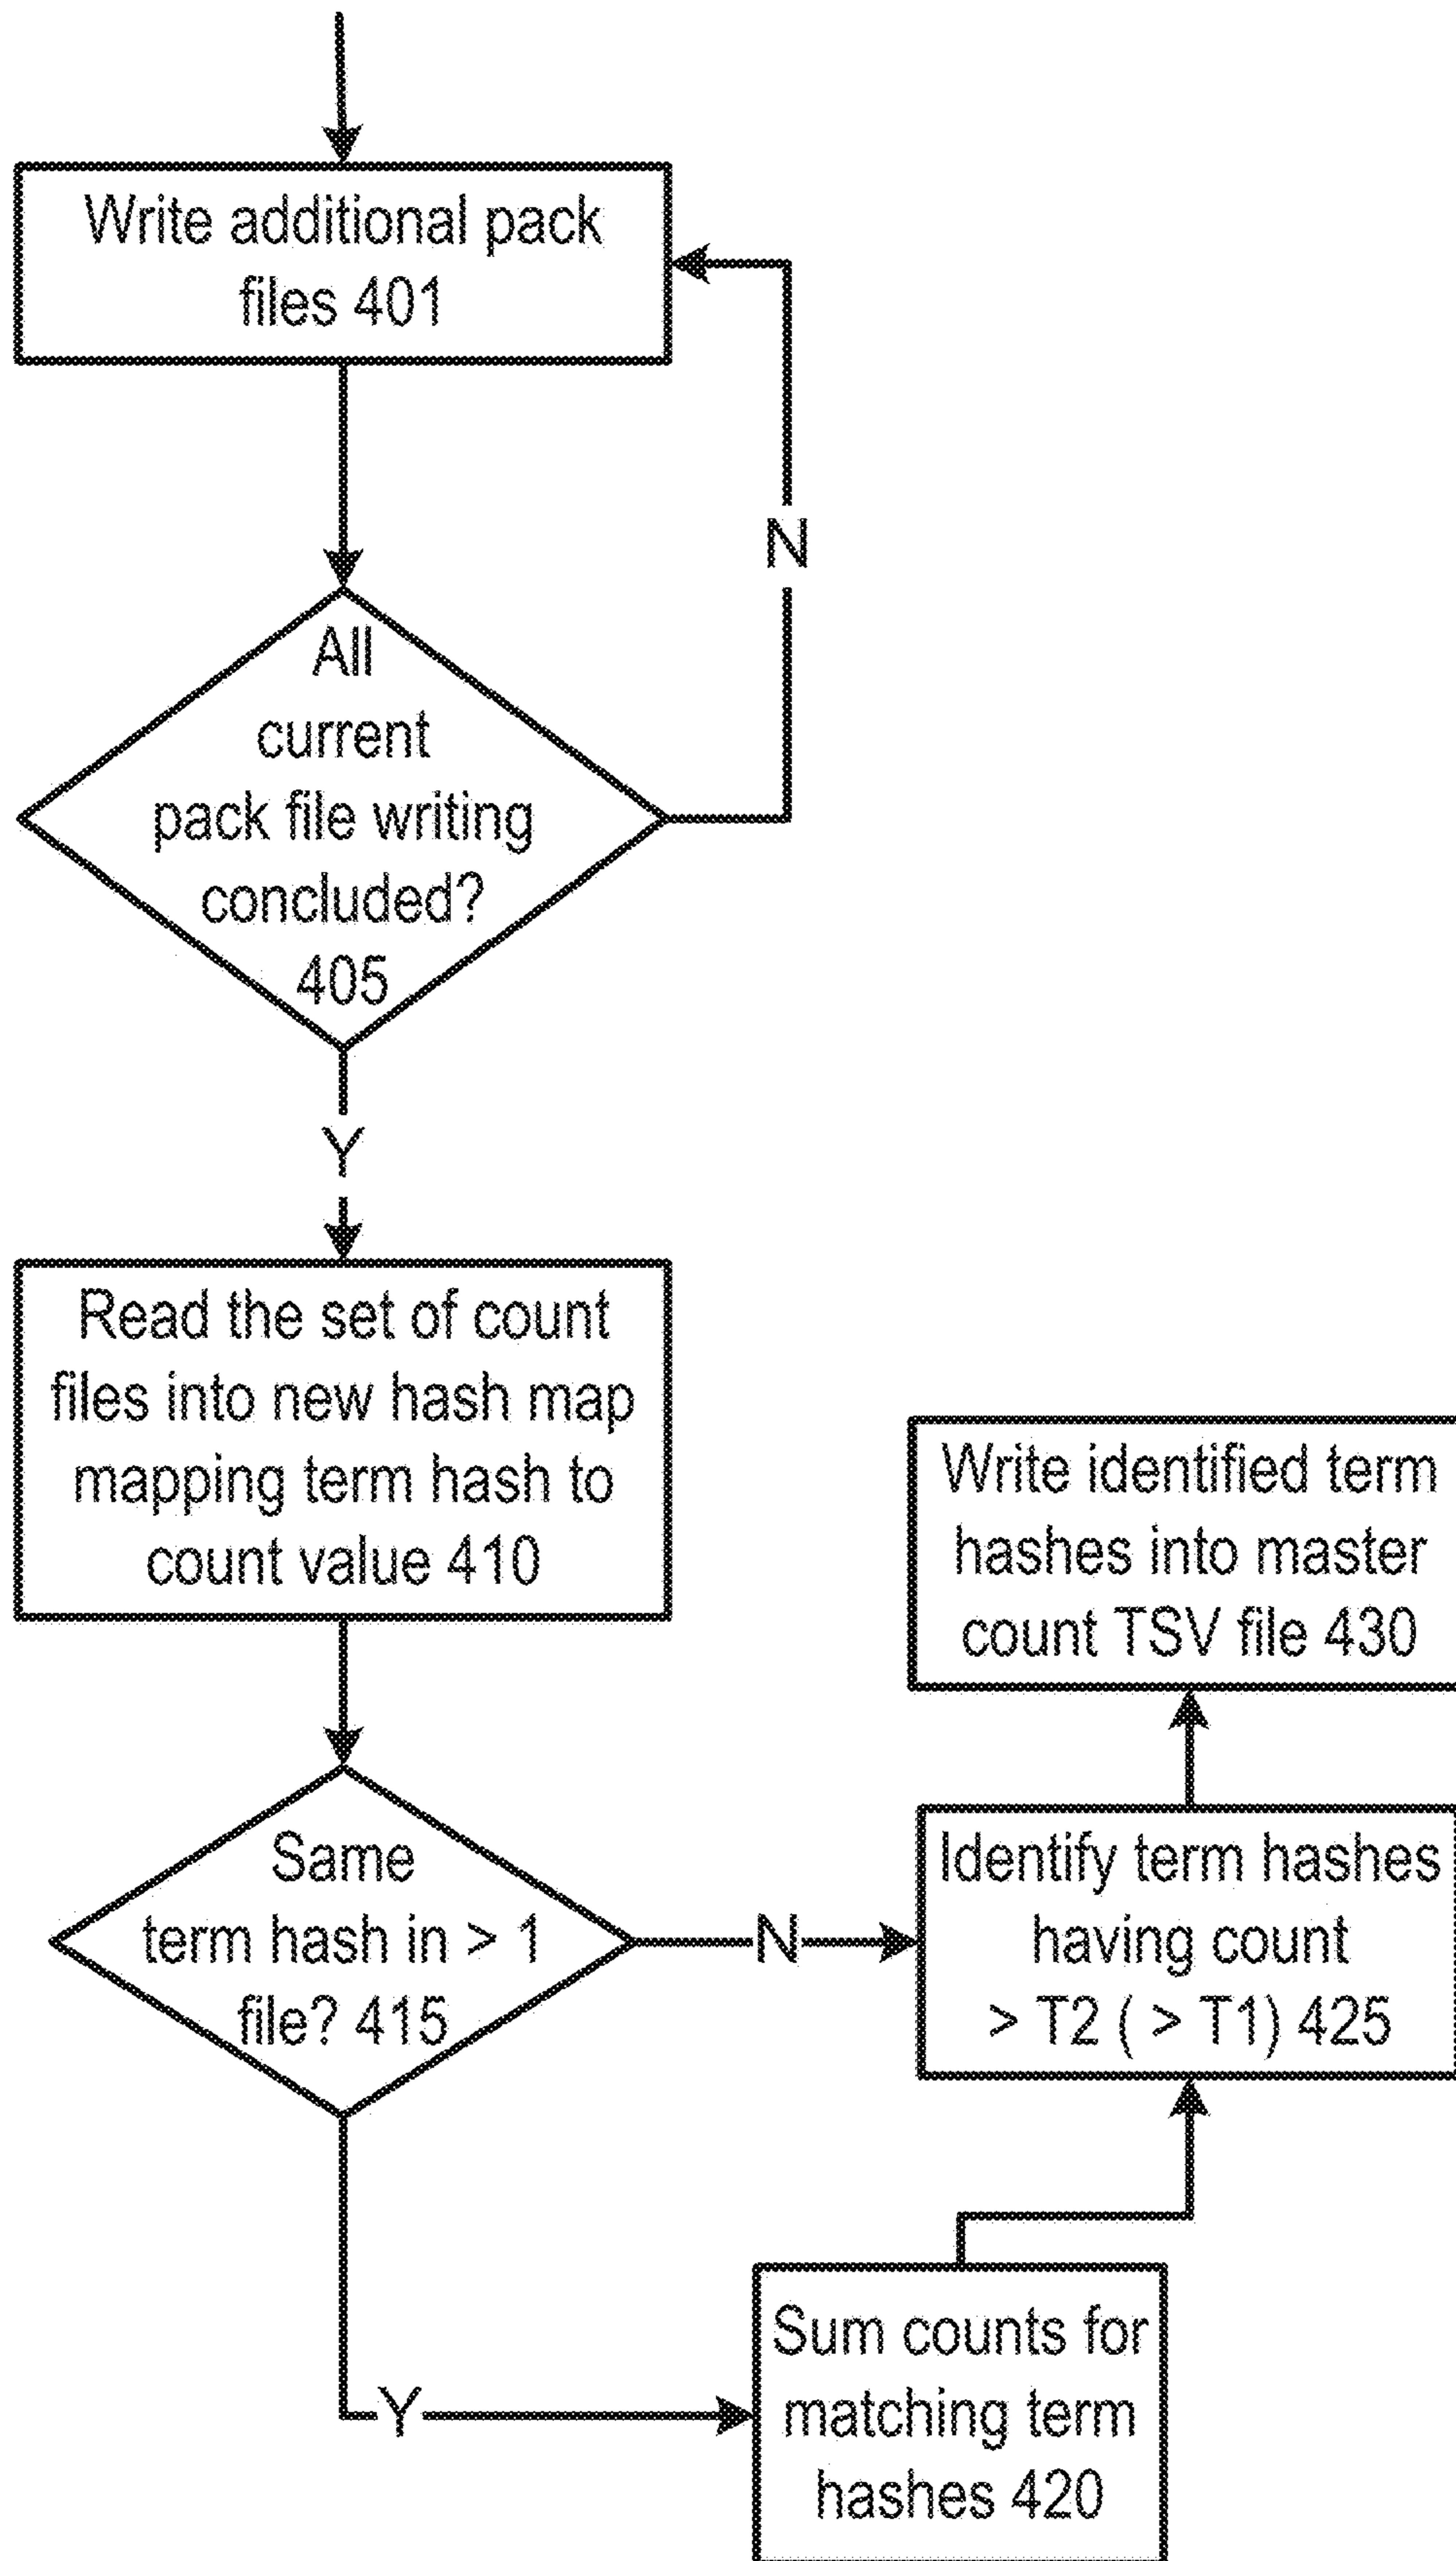 Write additional pack
files 401
N
All
current
pack file writing
concluded?
405
Y
Read the set of count
files into new hash map
mapping term hash to
count value 410
Write identified term
hashes into master
count TSV file 430
Same
term hash in > 1
file? 415
N
Identify term hashes
having count
> T2 ( > T1) 425
Y
Sum counts for
matching term
hashes 420